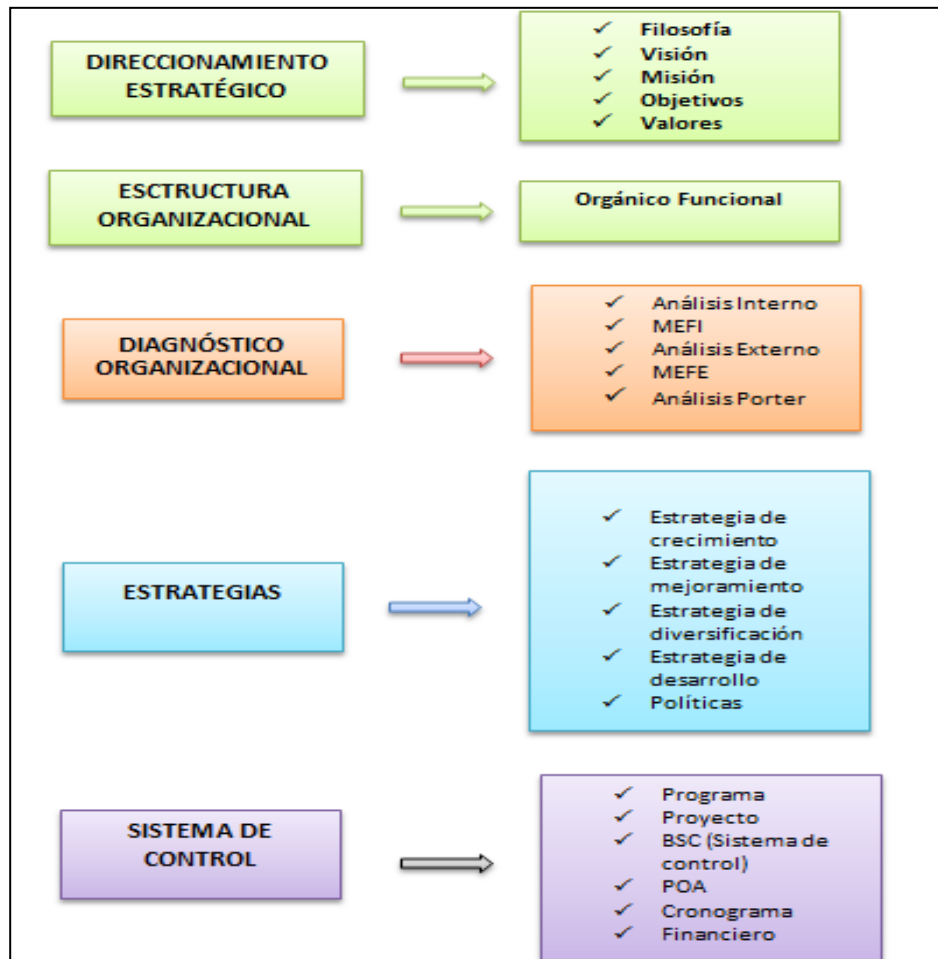 DIRECCIONAMIENTO
ESTRATÉGICO
✓ Filosofía
✓ Visión
✓ Misión
✓ Objetivos
✓ Valores
ESCTRUCTURA
ORGANIZACIONAL
Orgánico Funcional
DIAGNÓSTICO
ORGANIZACIONAL
✓ Análisis Interno
✓ MEFI
✓ Análisis Externo
✓ MEFE
✓ Análisis Porter
ESTRATEGIAS
✓ Estrategia de
crecimiento
✓ Estrategia de
mejoramiento
✓ Estrategia de
diversificación
✓ Estrategia de
desarrollo
✓ Políticas
SISTEMA DE
CONTROL
✓ Programa
✓ Proyecto
✓ BSC (Sistema de
control)
✓ POA
✓ Cronograma
✓ Financiero